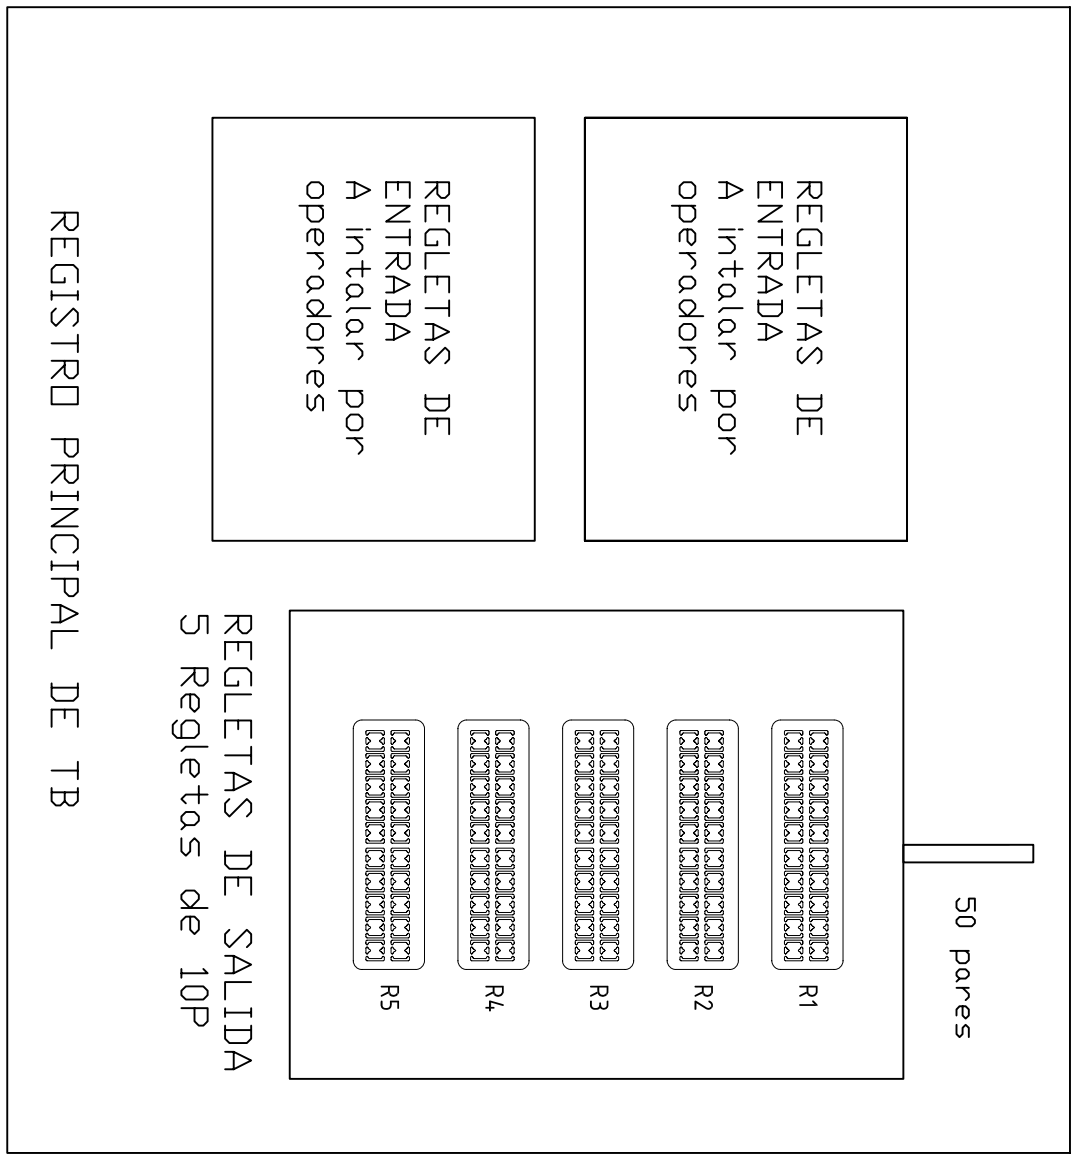 50 pares
REGLETAS DE
ENTRADA
A intalar por
operadores
REGLETAS DE
ENTRADA
A intalar por
operadores
R1
R2
R3
R4
R5
REGLETAS DE SALIDA
5 Regletas de 10P
REGISTRO PRINCIPAL DE TB